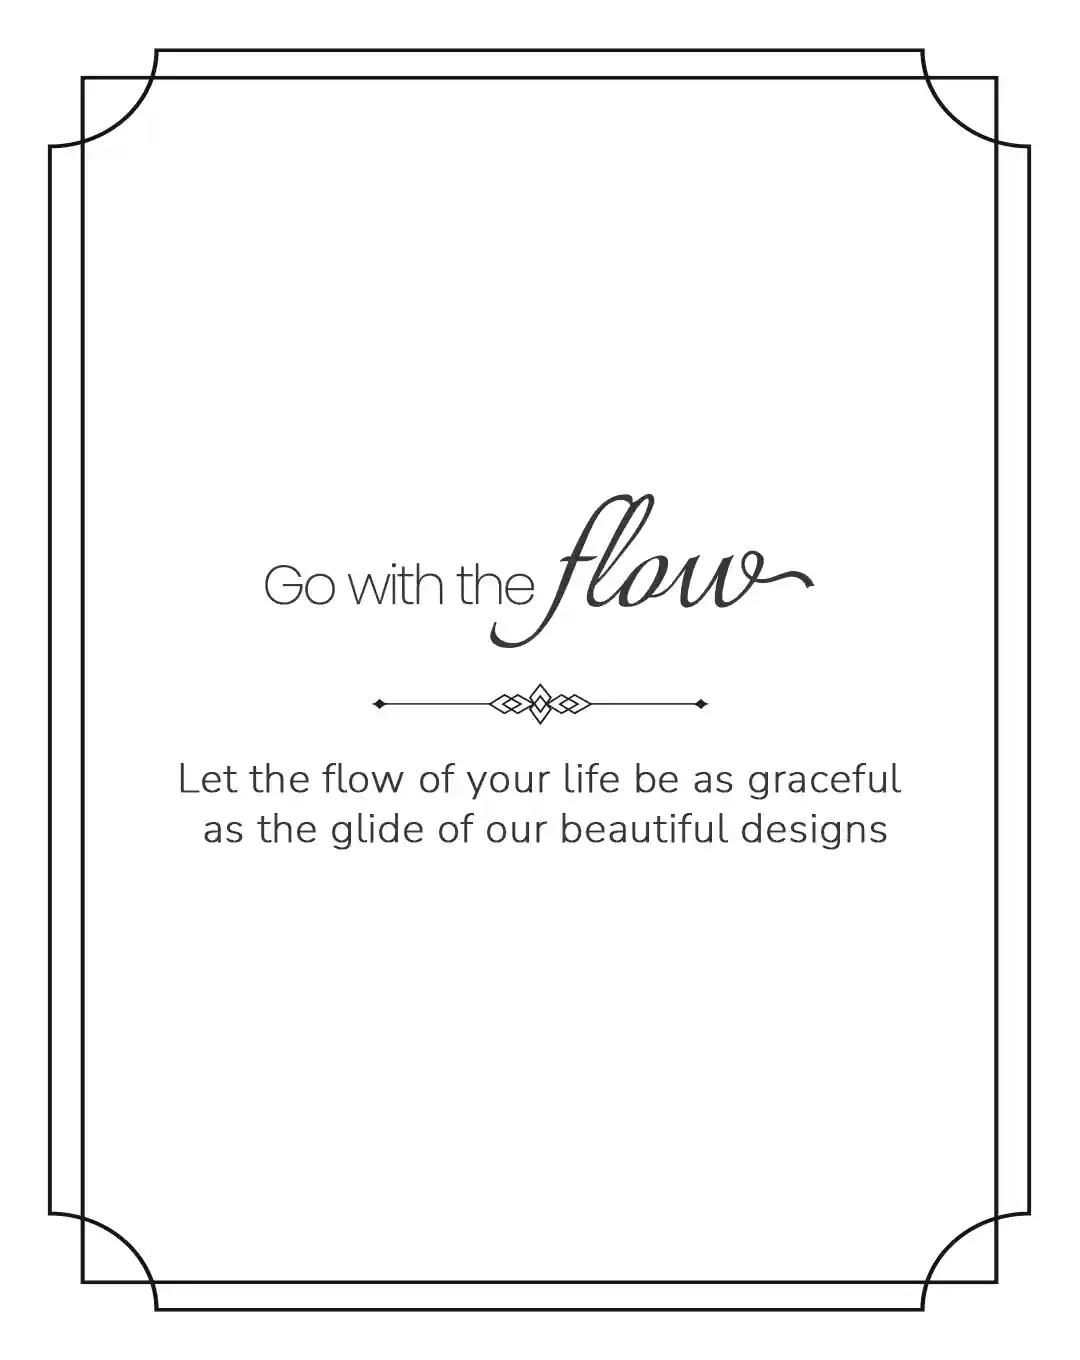 Go with the flow
Let the flow of your life be as graceful
as the glide of our beautiful designs